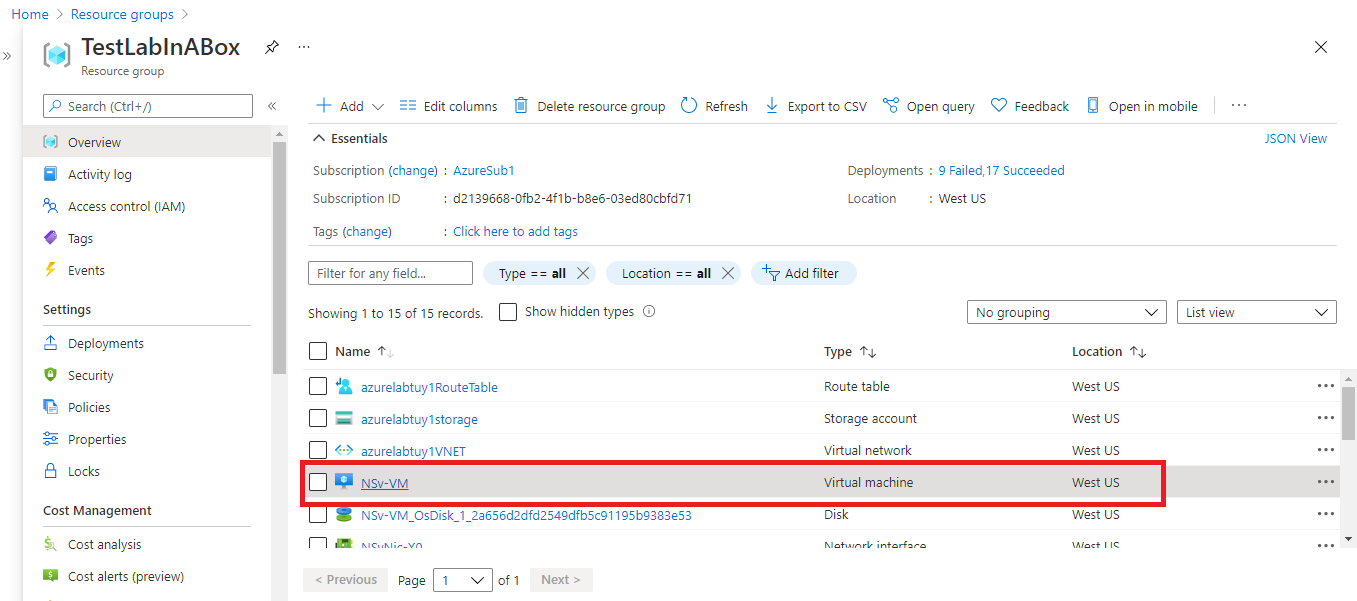 Home > Resource groups >
TestLabInABox
Resource group
Search (Ctrl+/)
Overview
Activity log
Access control (IAM)
Tags
Events
Settings
Deployments
Security
Policies
Properties
Locks
Cost Management
Cost analysis
Cost alerts (preview)
Add Edit columns Delete resource group Refresh Export to CSV Open query Feedback Open in mobile
Essentials JSON View
Subscription (change) : AzureSub1 Deployments : 9 Failed,17 Succeeded
Subscription ID : d2139668-0fb2-4f1b-b8e6-03ed80cbfd71 Location : West US
Tags (change) : Click here to add tags
Filter for any field... Type == all Location == all Add filter
Showing 1 to 15 of 15 records. Show hidden types No grouping List view
Name Type Location
azurelabtuy1RouteTable Route table West US
azurelabtuy1storage Storage account West US
azurelabtuy1VNET Virtual network West US
NSv-VM Virtual machine West US
NSv-VM_OsDisk_1_2a656d2dfd2549dfb5c91195b9383e53 Disk West US
NSvNic-X0 Network interface West US
< Previous Page 1 of 1 Next >